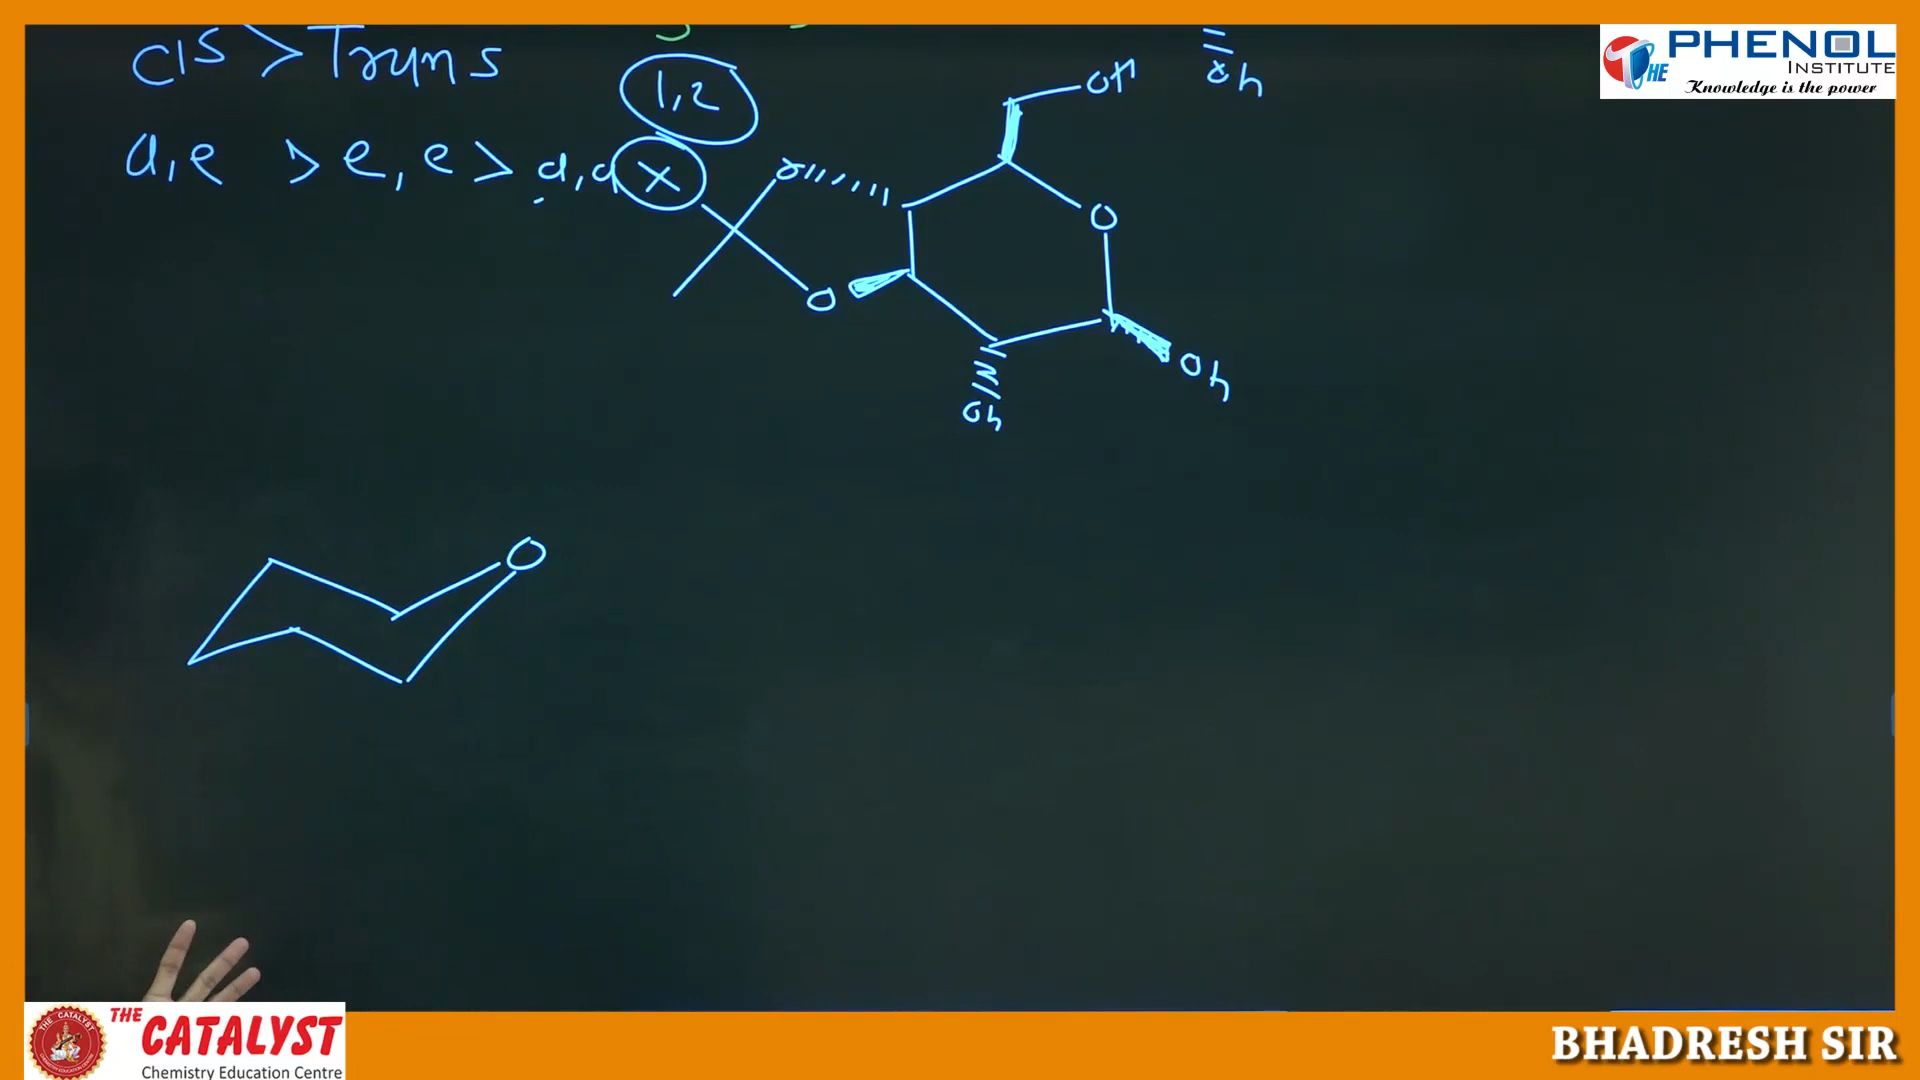 cis > Trans
1,2
a,e > e,e > a,a
X
O
OH
O
O
Oh
Oh
Oh
O
THE PHENOL
INSTITUTE
Knowledge is the power
THE CATALYST
Chemistry Education Centre
BHADRESH SIR